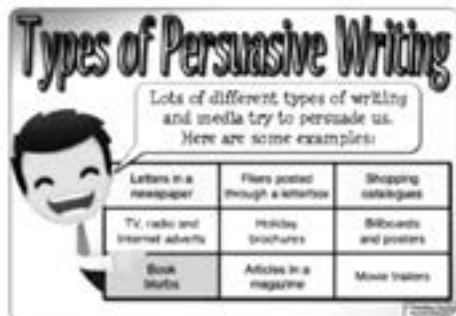 Types of Persuasive Writing
Lots of different types of writing
and media try to persuade us.
Here are some examples:
Letters in a
newspaper
Fliers posted
through a letterbox
Shopping
catalogues
TV, radio and
Internet adverts
Holiday
brochures
Billboards
and posters
Book
blurbs
Articles in a
magazine
Movie trailers